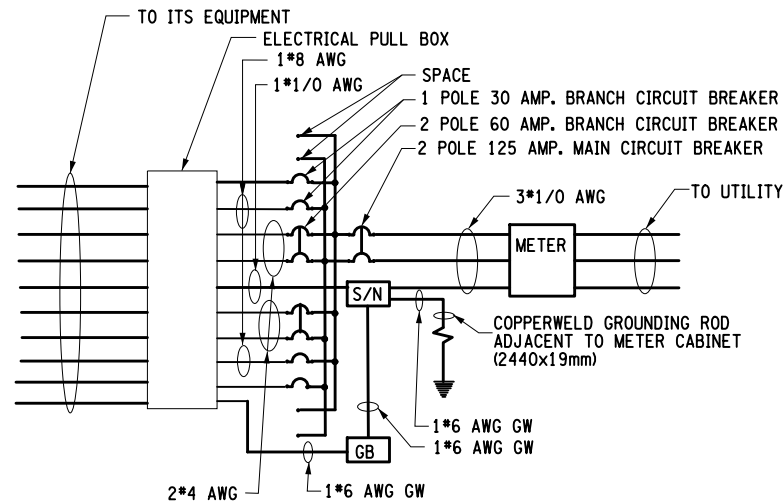 TO ITS EQUIPMENT
ELECTRICAL PULL BOX
1#8 AWG
1#1/0 AWG
SPACE
1 POLE 30 AMP. BRANCH CIRCUIT BREAKER
2 POLE 60 AMP. BRANCH CIRCUIT BREAKER
2 POLE 125 AMP. MAIN CIRCUIT BREAKER
3#1/0 AWG
TO UTILITY
METER
S/N
COPPERWELD GROUNDING ROD
ADJACENT TO METER CABINET
(2440x19mm)
1#6 AWG GW
1#6 AWG GW
GB
2#4 AWG
1#6 AWG GW